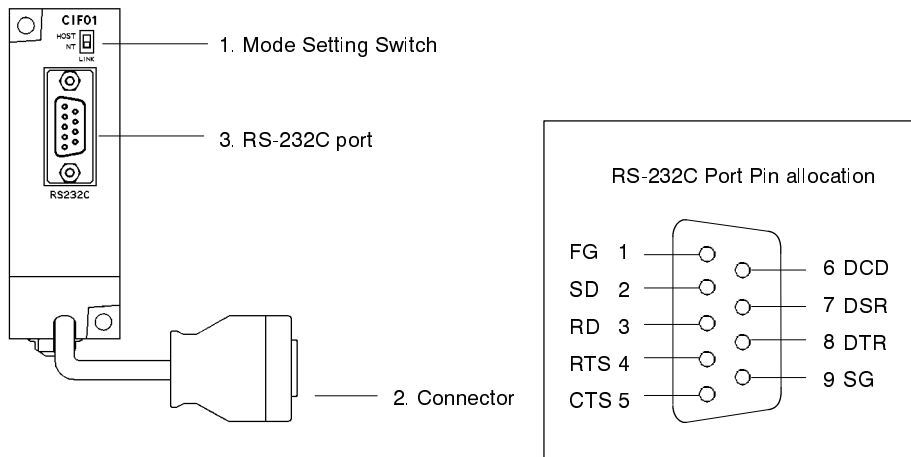 CIF01
HOST
NT
LINK
1. Mode Setting Switch
3. RS-232C port
RS232C
2. Connector
RS-232C Port Pin allocation
FG 1
SD 2
RD 3
RTS 4
CTS 5
6 DCD
7 DSR
8 DTR
9 SG